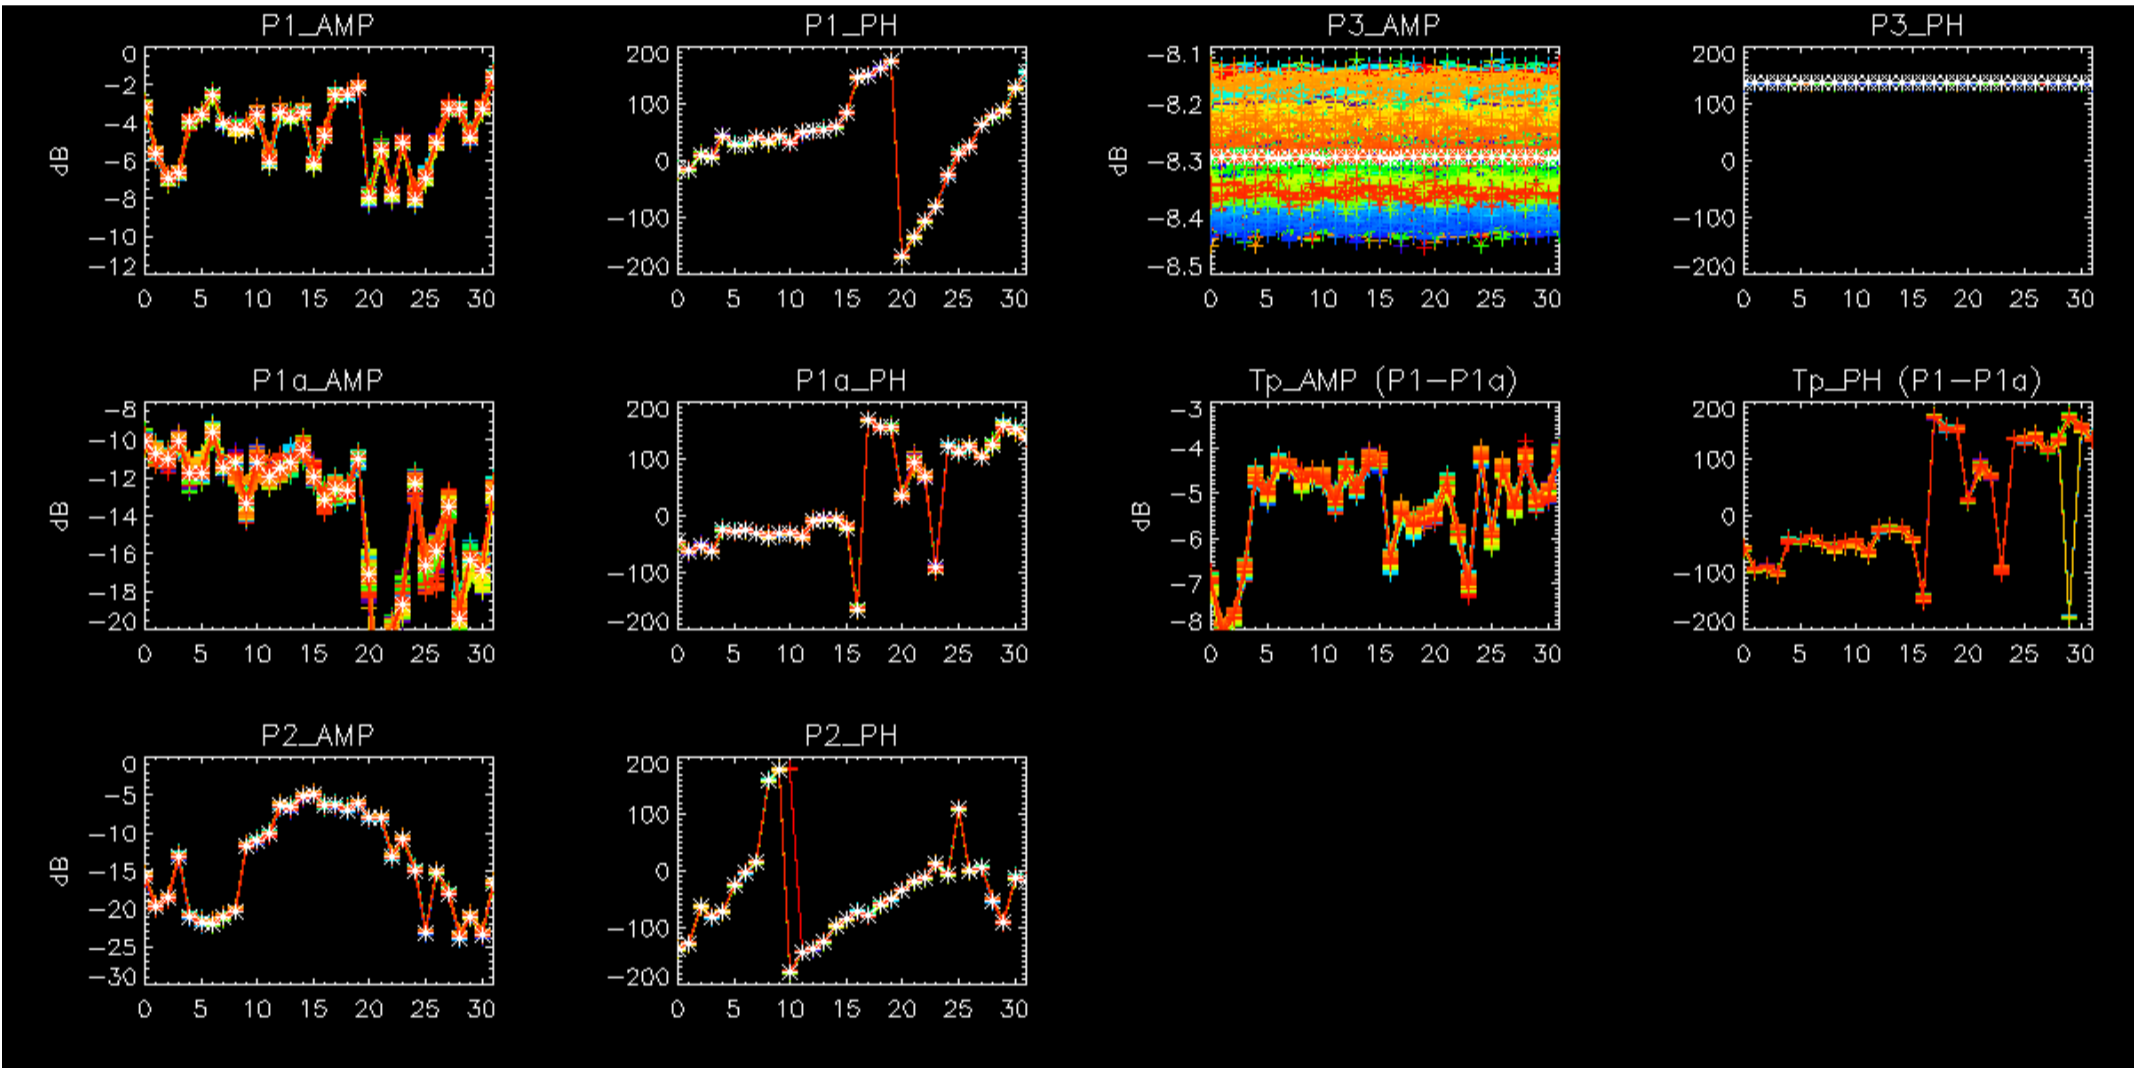 P1_AMP
P1_PH
P3_AMP
P3_PH
0
−2
−4
−6
−8
−10
−12
dB
0 5 10 15 20 25 30
200
100
0
−100
−200
0 5 10 15 20 25 30
−8.1
−8.2
−8.3
−8.4
−8.5
dB
0 5 10 15 20 25 30
200
100
0
−100
−200
0 5 10 15 20 25 30
P1a_AMP
P1a_PH
Tp_AMP (P1−P1a)
Tp_PH (P1−P1a)
−8
−10
−12
−14
−16
−18
−20
dB
0 5 10 15 20 25 30
200
100
0
−100
−200
0 5 10 15 20 25 30
−3
−4
−5
−6
−7
−8
dB
0 5 10 15 20 25 30
200
100
0
−100
−200
0 5 10 15 20 25 30
P2_AMP
P2_PH
0
−5
−10
−15
−20
−25
−30
dB
0 5 10 15 20 25 30
200
100
0
−100
−200
0 5 10 15 20 25 30